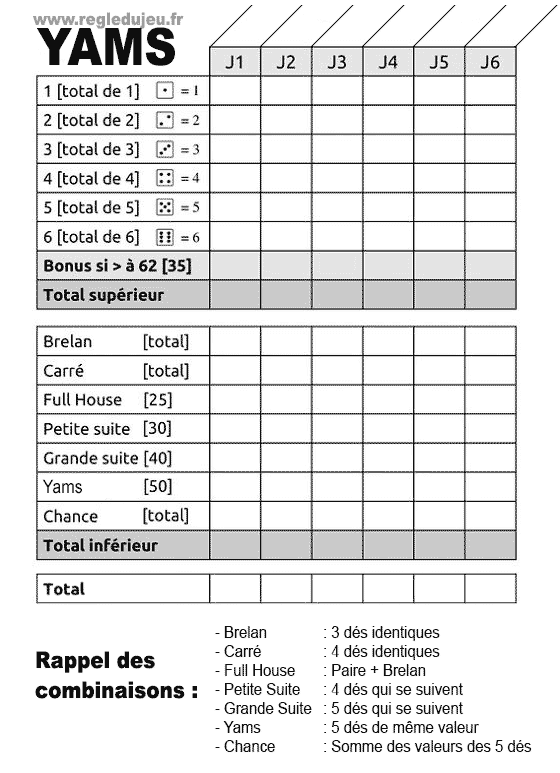 www.regledujeu.fr
YAMS
J1 J2 J3 J4 J5 J6
1 [total de 1] = 1
2 [total de 2] = 2
3 [total de 3] = 3
4 [total de 4] = 4
5 [total de 5] = 5
6 [total de 6] = 6
Bonus si > à 62 [35]
Total supérieur
Brelan [total]
Carré [total]
Full House [25]
Petite suite [30]
Grande suite [40]
Yams [50]
Chance [total]
Total inférieur
Total
Rappel des
combinaisons :
- Brelan : 3 dés identiques
- Carré : 4 dés identiques
- Full House : Paire + Brelan
- Petite Suite : 4 dés qui se suivent
- Grande Suite : 5 dés qui se suivent
- Yams : 5 dés de même valeur
- Chance : Somme des valeurs des 5 dés